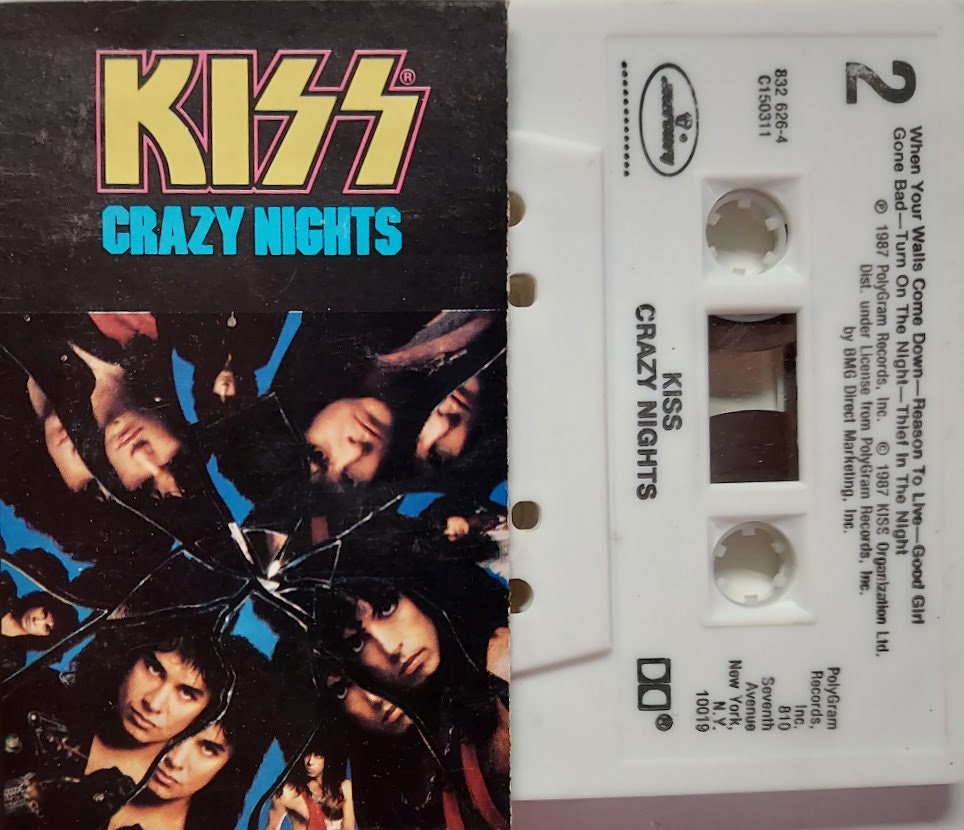 KISS®
CRAZY NIGHTS
2
When Your Walls Come Down—Reason To Live—Good Girl
Gone Bad—Turn On The Night—Thief In The Night
℗ 1987 PolyGram Records, Inc. © 1987 KISS Organization Ltd.
Dist. under License from PolyGram Records, Inc.
by BMG Direct Marketing, Inc.
832 626-4
C150311
mercury
KISS
CRAZY NIGHTS
PolyGram
Records,
Inc.
810
Seventh
Avenue
New York,
N.Y.
10019
®